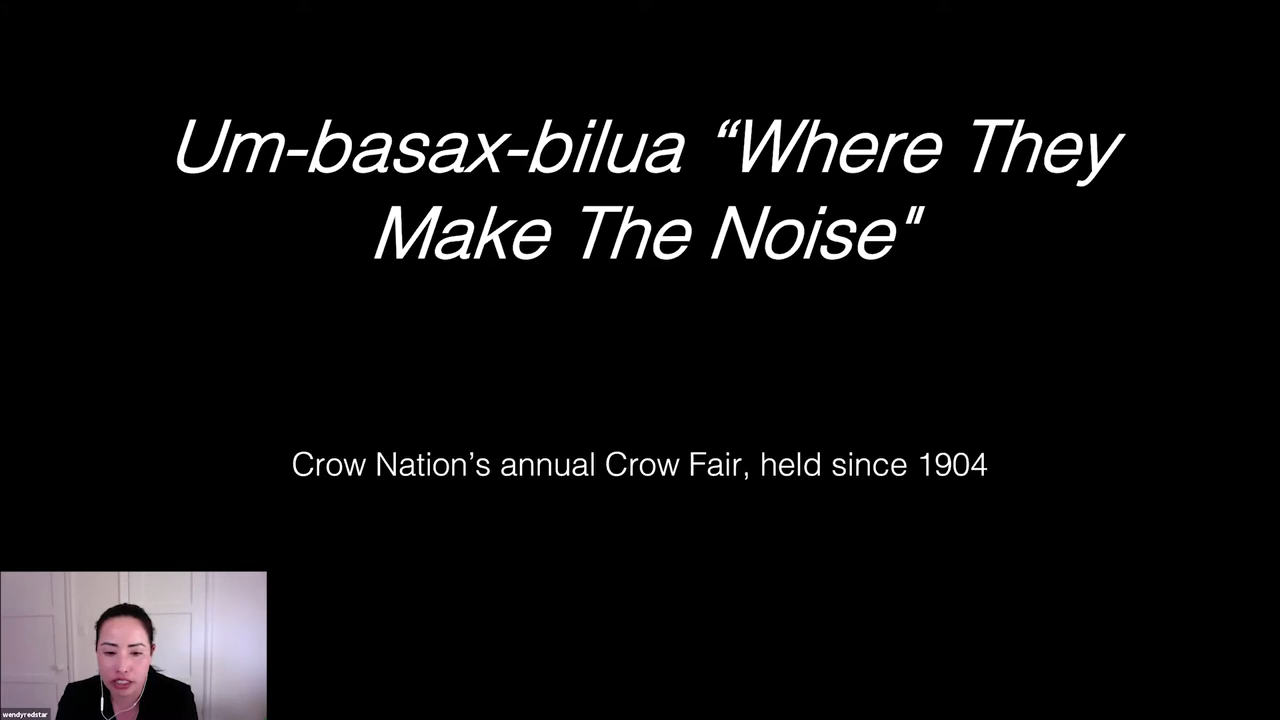 Um-basax-bilua “Where They
Make The Noise"
Crow Nation’s annual Crow Fair, held since 1904
wendyredstar